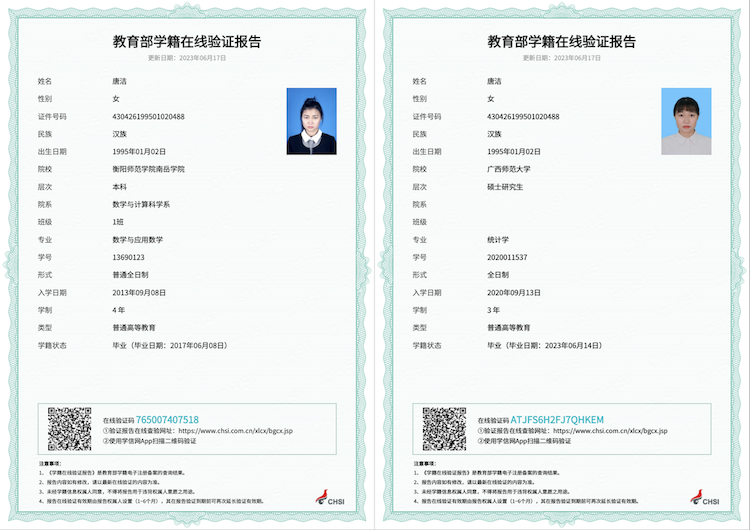 教育部学籍在线验证报告
更新日期：2023年06月17日
姓名 唐洁
性别 女
证件号码 430426199501020488
民族 汉族
出生日期 1995年01月02日
院校 衡阳师范学院南岳学院
层次 本科
院系 数学与计算科学系
班级 1班
专业 数学与应用数学
学号 13690123
形式 普通全日制
入学日期 2013年09月08日
学制 4 年
类型 普通高等教育
学籍状态 毕业（毕业日期：2017年06月08日）
在线验证码 765007407518
①验证报告在线查验网址：https://www.chsi.com.cn/xlcx/bgcx.jsp
②使用学信网App扫描二维码验证
注意事项：
1、《学籍在线验证报告》是教育部学籍电子注册备案的查询结果。
2、报告内容如有修改，请以最新在线验证的内容为准。
3、未经学籍信息权属人同意，不得将报告用于违背权属人意愿之用途。
4、报告在线验证有效期由报告权属人设置（1-6个月），其在报告验证到期前可再次延长验证有效期。
CHSI
教育部学籍在线验证报告
更新日期：2023年06月17日
姓名 唐洁
性别 女
证件号码 430426199501020488
民族 汉族
出生日期 1995年01月02日
院校 广西师范大学
层次 硕士研究生
院系
班级
专业 统计学
学号 2020011537
形式 全日制
入学日期 2020年09月13日
学制 3 年
类型 普通高等教育
学籍状态 毕业（毕业日期：2023年06月14日）
在线验证码 ATJFS6H2FJ7QHKEM
①验证报告在线查验网址：https://www.chsi.com.cn/xlcx/bgcx.jsp
②使用学信网App扫描二维码验证
注意事项：
1、《学籍在线验证报告》是教育部学籍电子注册备案的查询结果。
2、报告内容如有修改，请以最新在线验证的内容为准。
3、未经学籍信息权属人同意，不得将报告用于违背权属人意愿之用途。
4、报告在线验证有效期由报告权属人设置（1-6个月），其在报告验证到期前可再次延长验证有效期。
CHSI